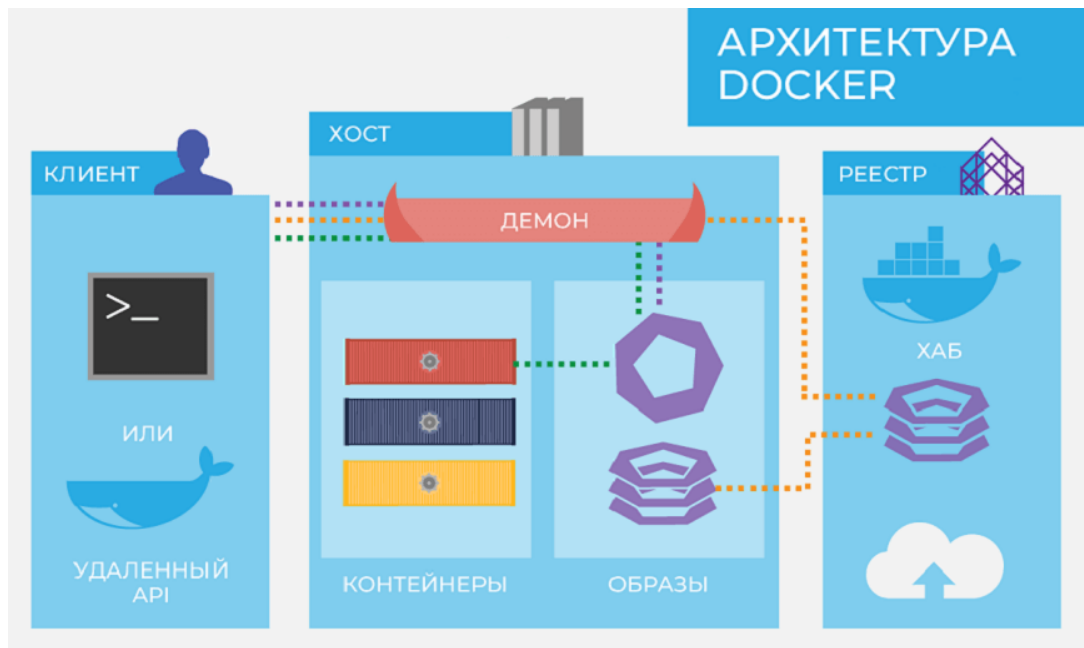 АРХИТЕКТУРА
DOCKER
КЛИЕНТ
>_
ИЛИ
УДАЛЕННЫЙ
API
ХОСТ
ДЕМОН
КОНТЕЙНЕРЫ
ОБРАЗЫ
РЕЕСТР
ХАБ